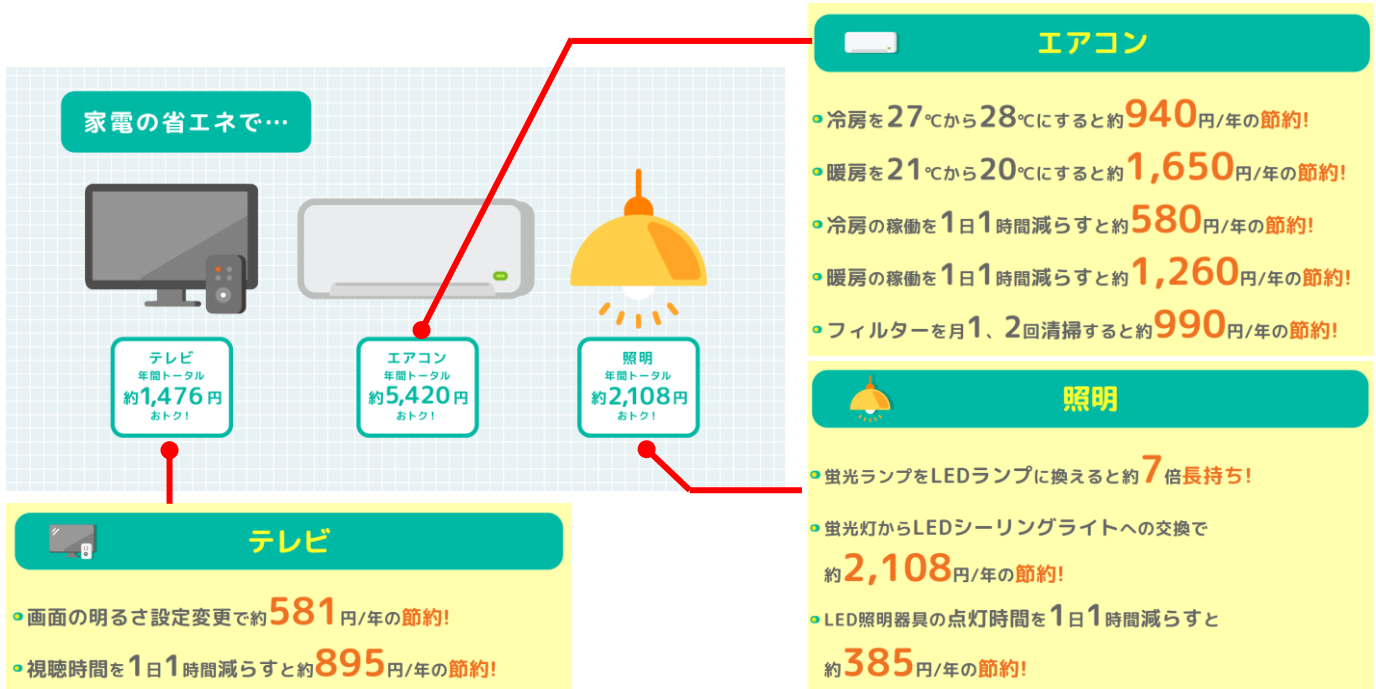 家電の省エネで…
テレビ
年間トータル
約1,476円
おトク!
エアコン
年間トータル
約5,420円
おトク!
照明
年間トータル
約2,108円
おトク!
エアコン
冷房を27℃から28℃にすると約940円/年の節約!
暖房を21℃から20℃にすると約1,650円/年の節約!
冷房の稼働を1日1時間減らすと約580円/年の節約!
暖房の稼働を1日1時間減らすと約1,260円/年の節約!
フィルターを月1、2回清掃すると約990円/年の節約!
照明
蛍光ランプをLEDランプに換えると約7倍長持ち!
蛍光灯からLEDシーリングライトへの交換で
約2,108円/年の節約!
LED照明器具の点灯時間を1日1時間減らすと
約385円/年の節約!
テレビ
画面の明るさ設定変更で約581円/年の節約!
視聴時間を1日1時間減らすと約895円/年の節約!